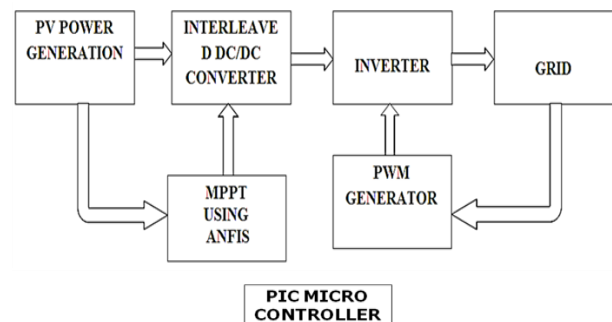 PV POWER
GENERATION
INTERLEAVE
D DC/DC
CONVERTER
INVERTER
GRID
MPPT
USING
ANFIS
PWM
GENERATOR
PIC MICRO
CONTROLLER